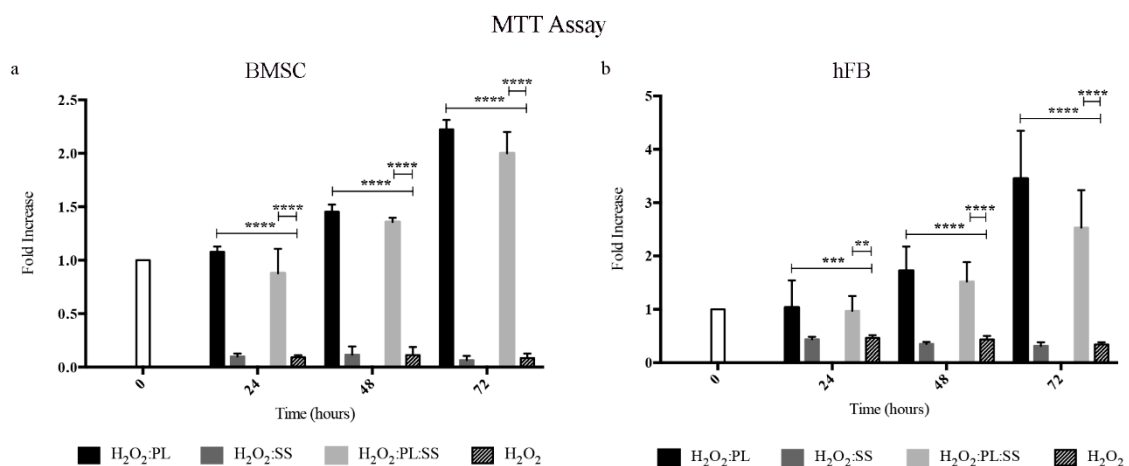 MTT Assay
a
BMSC
Fold Increase
2.5
2.0
1.5
1.0
0.5
0.0
****
****
****
****
****
****
0
24
48
72
Time (hours)
H₂O₂:PL H₂O₂:SS H₂O₂:PL:SS H₂O₂
b
hFB
Fold Increase
5
4
3
2
1
0
***
**
****
****
****
****
0
24
48
72
Time (hours)
H₂O₂:PL H₂O₂:SS H₂O₂:PL:SS H₂O₂